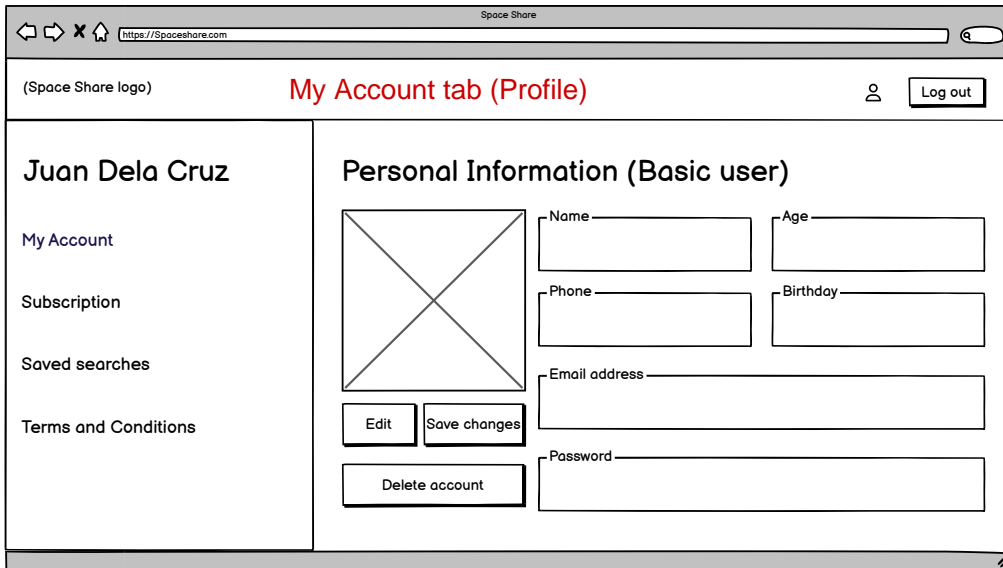 Space Share
https://Spaceshare.com
(Space Share logo)
My Account tab (Profile)
Log out
Juan Dela Cruz
My Account
Subscription
Saved searches
Terms and Conditions
Personal Information (Basic user)
Name
Age
Phone
Birthday
Email address
Password
Edit
Save changes
Delete account